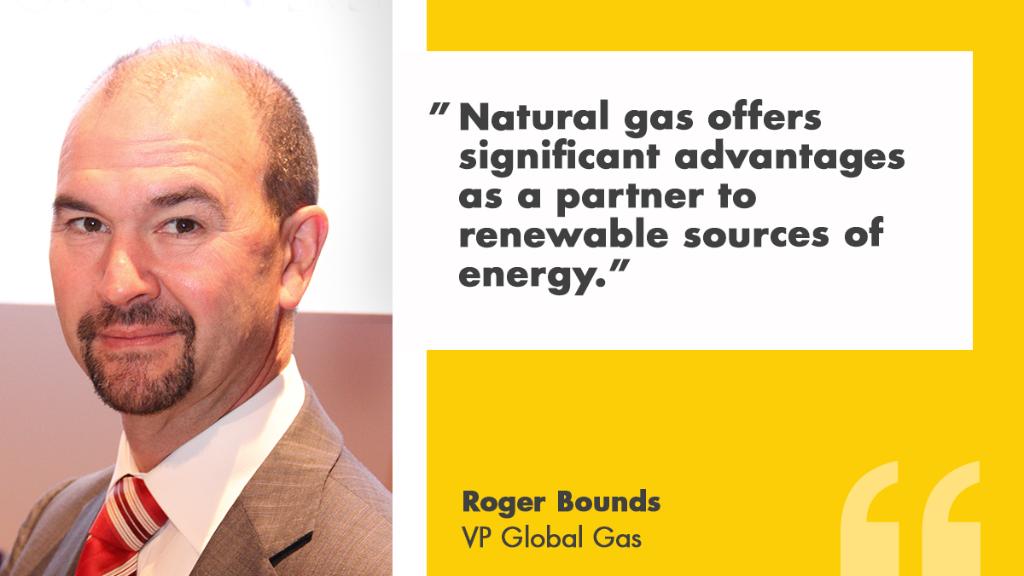 ”Natural gas offers
significant advantages
as a partner to
renewable sources of
energy.”
Roger Bounds
VP Global Gas